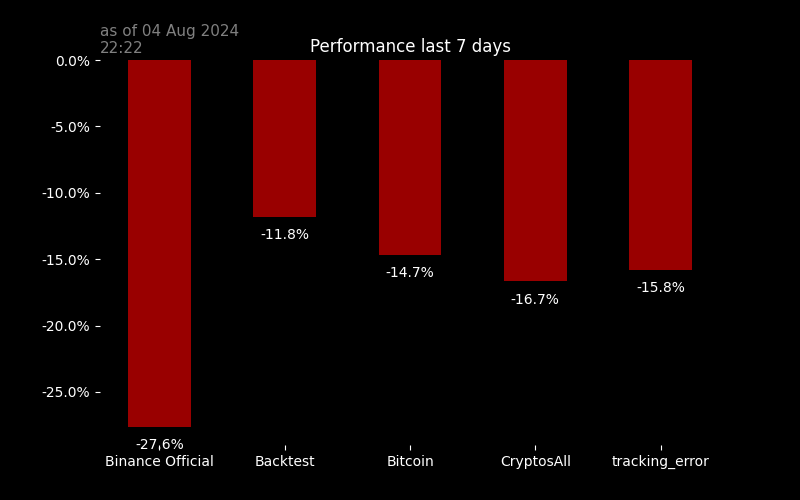 as of 04 Aug 2024
22:22
Performance last 7 days
0.0%
-5.0%
-10.0%
-15.0%
-20.0%
-25.0%
-27.6%
-11.8%
-14.7%
-16.7%
-15.8%
Binance Official
Backtest
Bitcoin
CryptosAll
tracking_error